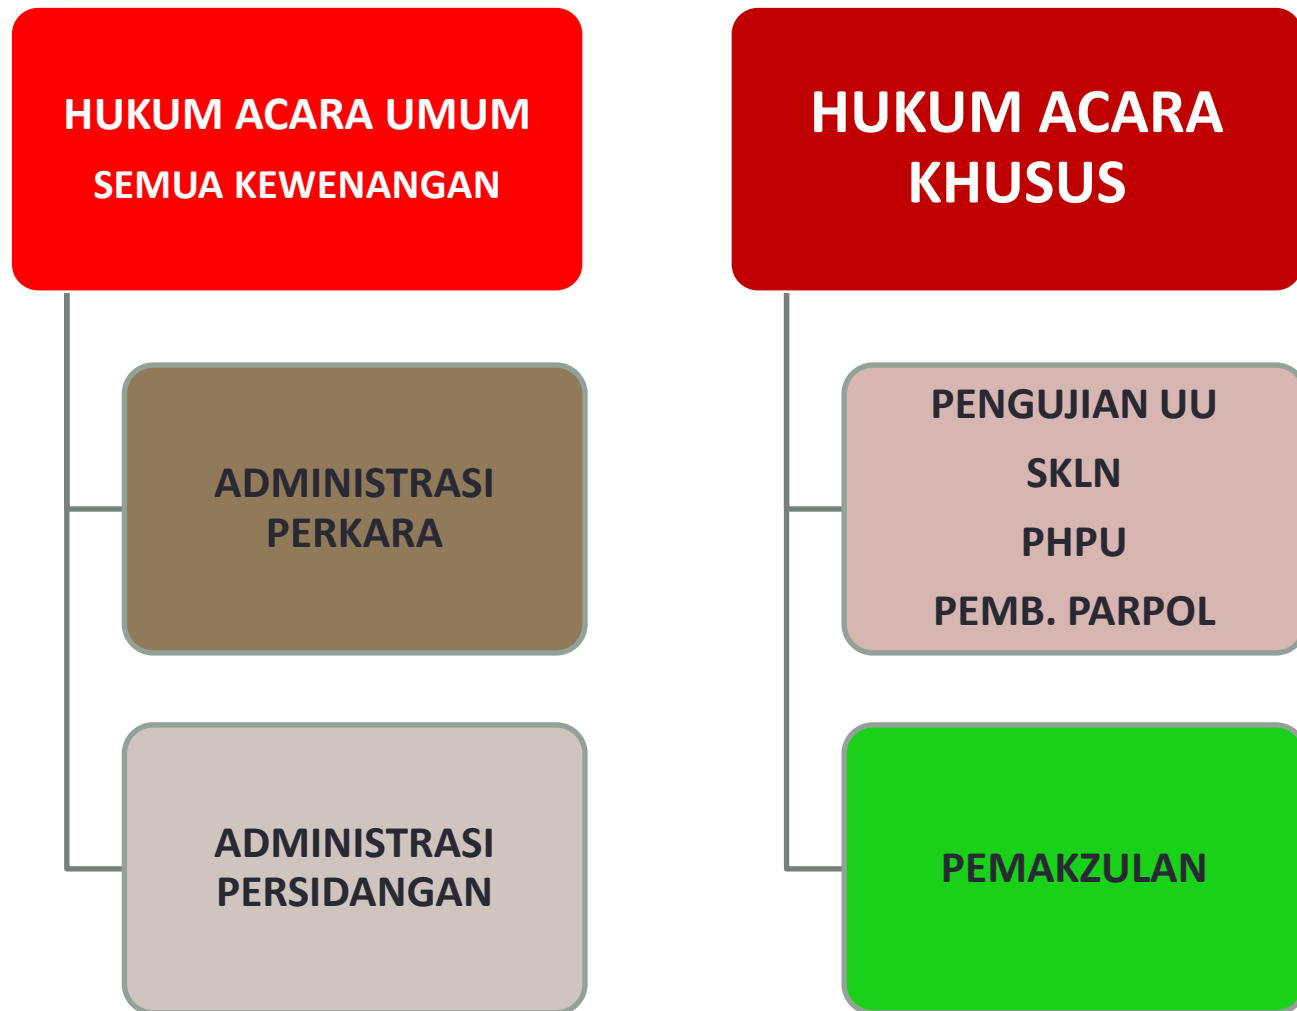 HUKUM ACARA UMUM
SEMUA KEWENANGAN
ADMINISTRASI
PERKARA
ADMINISTRASI
PERSIDANGAN
HUKUM ACARA
KHUSUS
PENGUJIAN UU
SKLN
PHPU
PEMB. PARPOL
PEMAKZULAN